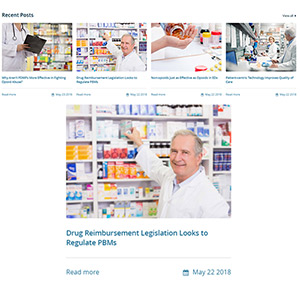 Recent Posts
View all
Why Aren't PDMPs More Effective in Fighting
Opioid Abuse?
Drug Reimbursement Legislation Looks to
Regulate PBMs
Nonopioids Just as Effective as Opioids in EDs
Patient-centric Technology Improves Quality of
Care
Read more
May 22 2018
Read more
May 22 2018
Read more
May 22 2018
Read more
May 22 2018
Drug Reimbursement Legislation Looks to
Regulate PBMs
Read more
May 22 2018